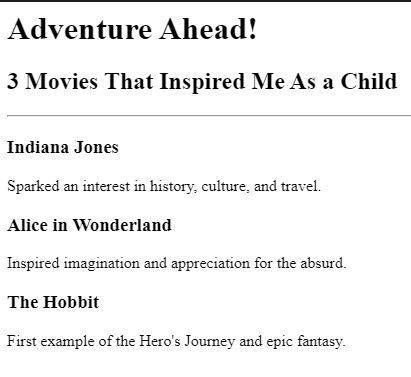 Adventure Ahead!
3 Movies That Inspired Me As a Child
Indiana Jones
Sparked an interest in history, culture, and travel.
Alice in Wonderland
Inspired imagination and appreciation for the absurd.
The Hobbit
First example of the Hero's Journey and epic fantasy.